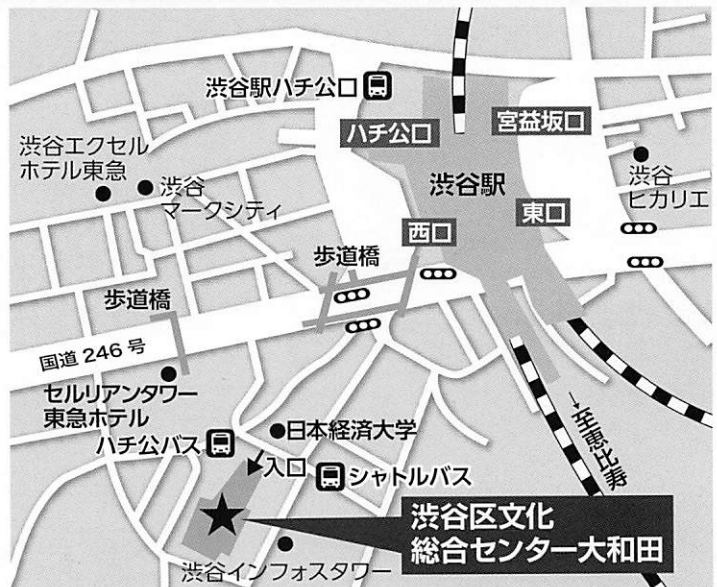 渋谷駅ハチ公口
ハチ公口
宮益坂口
渋谷エクセル
ホテル東急
渋谷
マークシティ
渋谷駅
渋谷
ヒカリエ
東口
西口
歩道橋
歩道橋
国道246号
セルリアンタワー
東急ホテル
ハチ公バス
日本経済大学
入口
シャトルバス
→至恵比寿
渋谷区文化
総合センター大和田
渋谷インフォスタワー